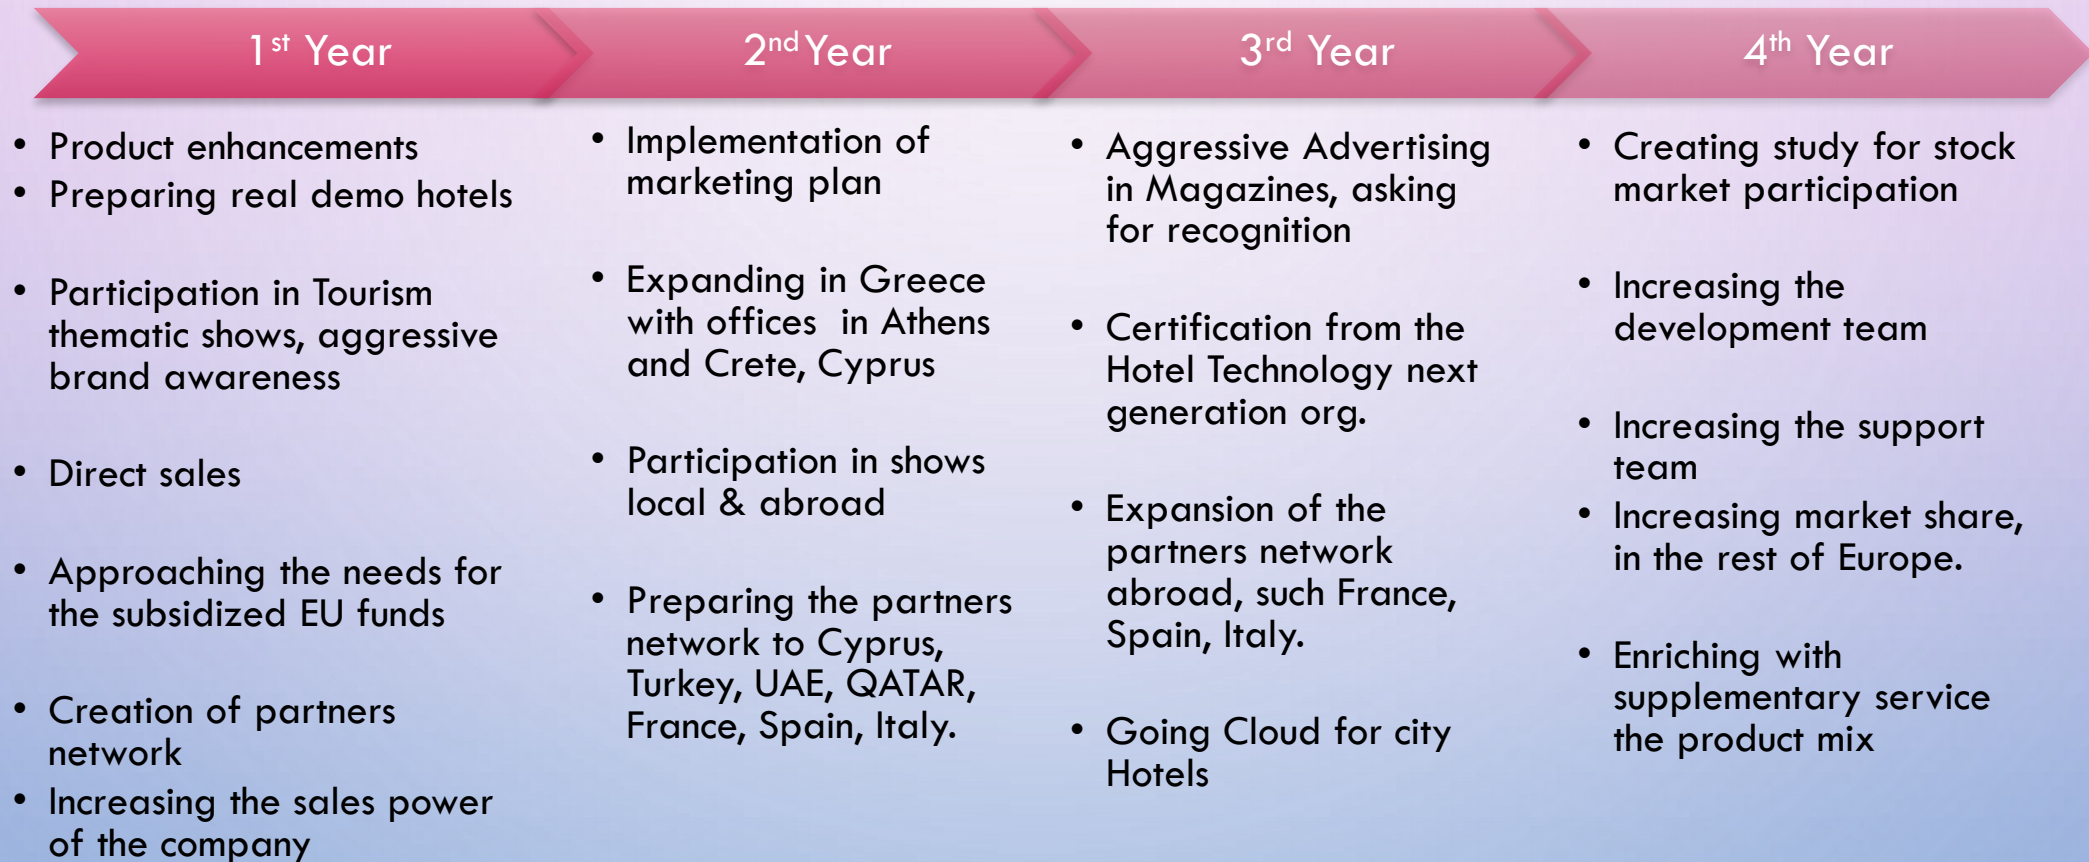 1st Year
• Product enhancements
• Preparing real demo hotels
• Participation in Tourism
thematic shows, aggressive
brand awareness
• Direct sales
• Approaching the needs for
the subsidized EU funds
• Creation of partners
network
• Increasing the sales power
of the company
2nd Year
• Implementation of
marketing plan
• Expanding in Greece
with offices in Athens
and Crete, Cyprus
• Participation in shows
local & abroad
• Preparing the partners
network to Cyprus,
Turkey, UAE, QATAR,
France, Spain, Italy.
3rd Year
• Aggressive Advertising
in Magazines, asking
for recognition
• Certification from the
Hotel Technology next
generation org.
• Expansion of the
partners network
abroad, such France,
Spain, Italy.
• Going Cloud for city
Hotels
4th Year
• Creating study for stock
market participation
• Increasing the
development team
• Increasing the support
team
• Increasing market share,
in the rest of Europe.
• Enriching with
supplementary service
the product mix